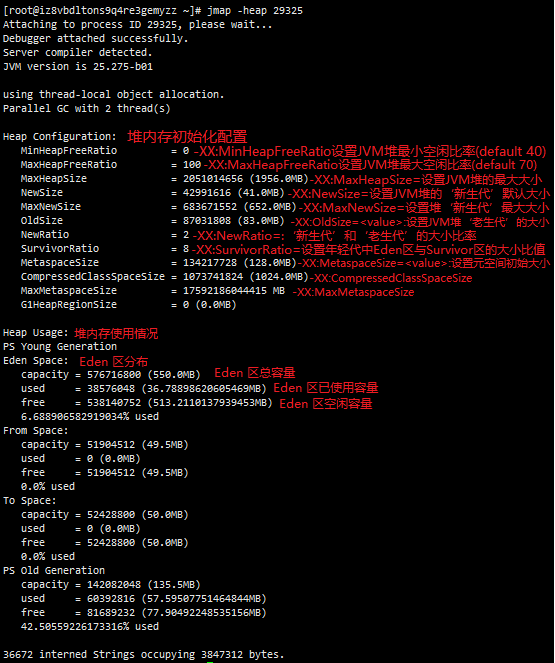 [root@iz8vbdltons9q4re3gemyzz ~]# jmap -heap 29325
Attaching to process ID 29325, please wait...
Debugger attached successfully.
Server compiler detected.
JVM version is 25.275-b01
using thread-local object allocation.
Parallel GC with 2 thread(s)
Heap Configuration: 堆内存初始化配置
MinHeapFreeRatio = 0 -XX:MinHeapFreeRatio设置JVM堆最小空闲比率(default 40)
MaxHeapFreeRatio = 100 -XX:MaxHeapFreeRatio设置JVM堆最大空闲比率(default 70)
MaxHeapSize = 2051014656 (1956.0MB) -XX:MaxHeapSize=设置JVM堆的最大大小
NewSize = 42991616 (41.0MB) -XX:NewSize=设置JVM堆的‘新生代’默认大小
MaxNewSize = 683671552 (652.0MB) -XX:MaxNewSize=设置堆‘新生代’最大大小
OldSize = 87031808 (83.0MB) -XX:OldSize=<value>:设置JVM堆‘老生代’的大小
NewRatio = 2 -XX:NewRatio=:‘新生代’和‘老生代’的大小比率
SurvivorRatio = 8 -XX:SurvivorRatio=设置年轻代中Eden区与Survivor区的大小比值
MetaspaceSize = 134217728 (128.0MB) -XX:MetaspaceSize=<value>:设置元空间初始大小
CompressedClassSpaceSize = 1073741824 (1024.0MB) -XX:CompressedClassSpaceSize
MaxMetaspaceSize = 17592186044415 MB -XX:MaxMetaspaceSize
G1HeapRegionSize = 0 (0.0MB)
Heap Usage: 堆内存使用情况
PS Young Generation
Eden Space: Eden 区分布
capacity = 576716800 (550.0MB) Eden 区总容量
used = 38576048 (36.78898620605469MB) Eden 区已使用容量
free = 538140752 (513.2110137939453MB) Eden 区空闲容量
6.688906582919034% used
From Space:
capacity = 51904512 (49.5MB)
used = 0 (0.0MB)
free = 51904512 (49.5MB)
0.0% used
To Space:
capacity = 52428800 (50.0MB)
used = 0 (0.0MB)
free = 52428800 (50.0MB)
0.0% used
PS Old Generation
capacity = 142082048 (135.5MB)
used = 60392816 (57.59507751464844MB)
free = 81689232 (77.90492248535156MB)
42.50559226173316% used
36672 interned Strings occupying 3847312 bytes.